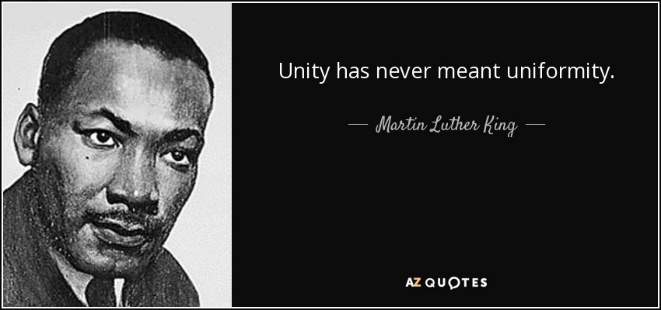 Unity has never meant uniformity.
Martin Luther King
AZ QUOTES